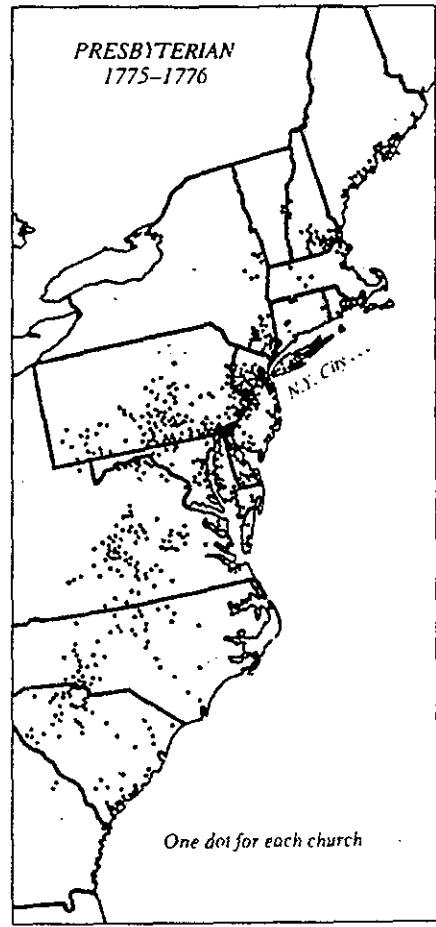 PRESBYTERIAN
1775–1776
N.Y. City....
One dot for each church